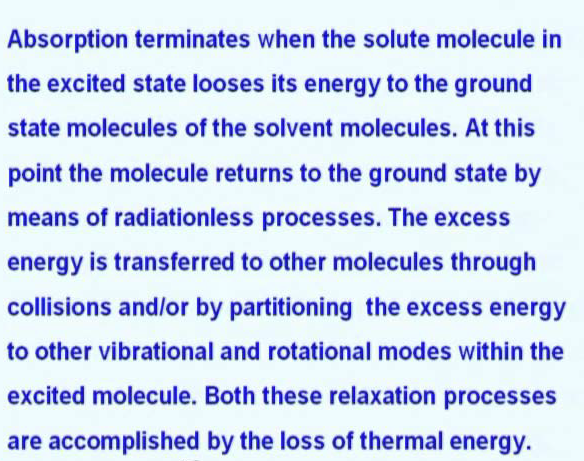 Absorption terminates when the solute molecule in
the excited state looses its energy to the ground
state molecules of the solvent molecules. At this
point the molecule returns to the ground state by
means of radiationless processes. The excess
energy is transferred to other molecules through
collisions and/or by partitioning  the excess energy
to other vibrational and rotational modes within the
excited molecule. Both these relaxation processes
are accomplished by the loss of thermal energy.